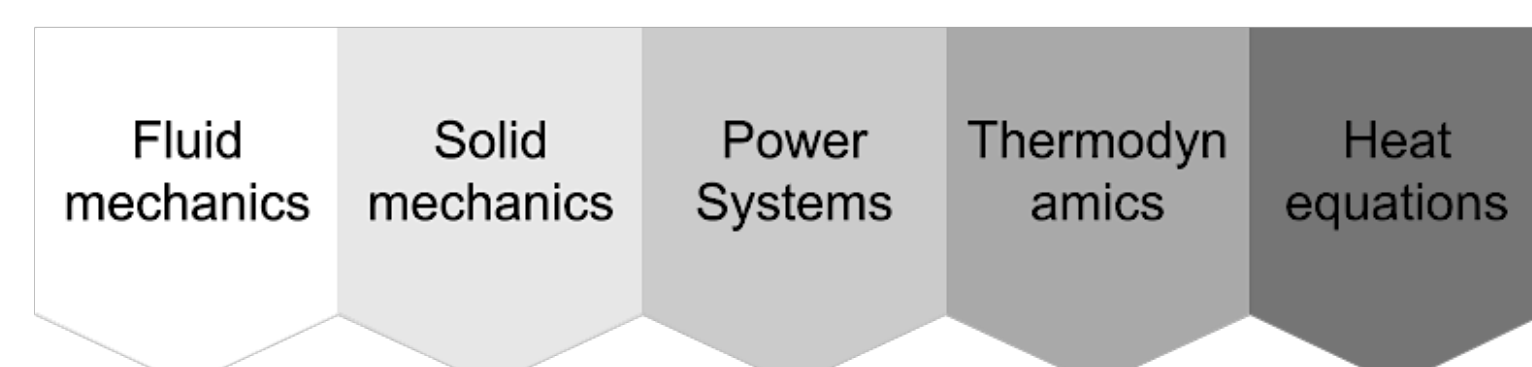 Fluid
mechanics
Solid
mechanics
Power
Systems
Thermodyn
amics
Heat
equations